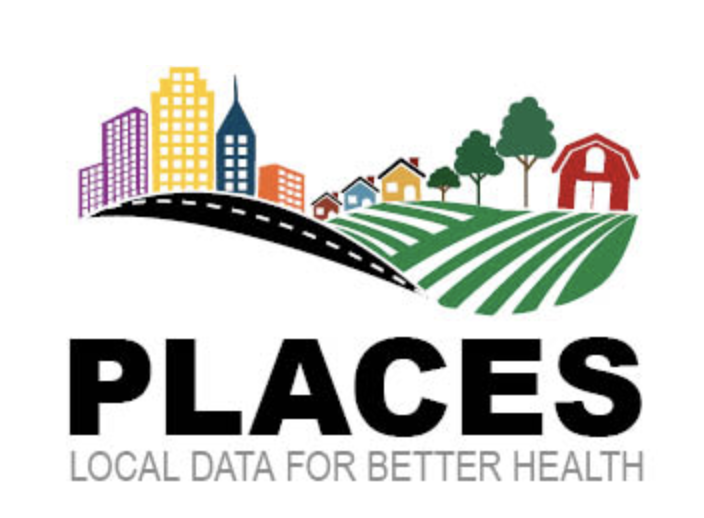 PLACES
LOCAL DATA FOR BETTER HEALTH